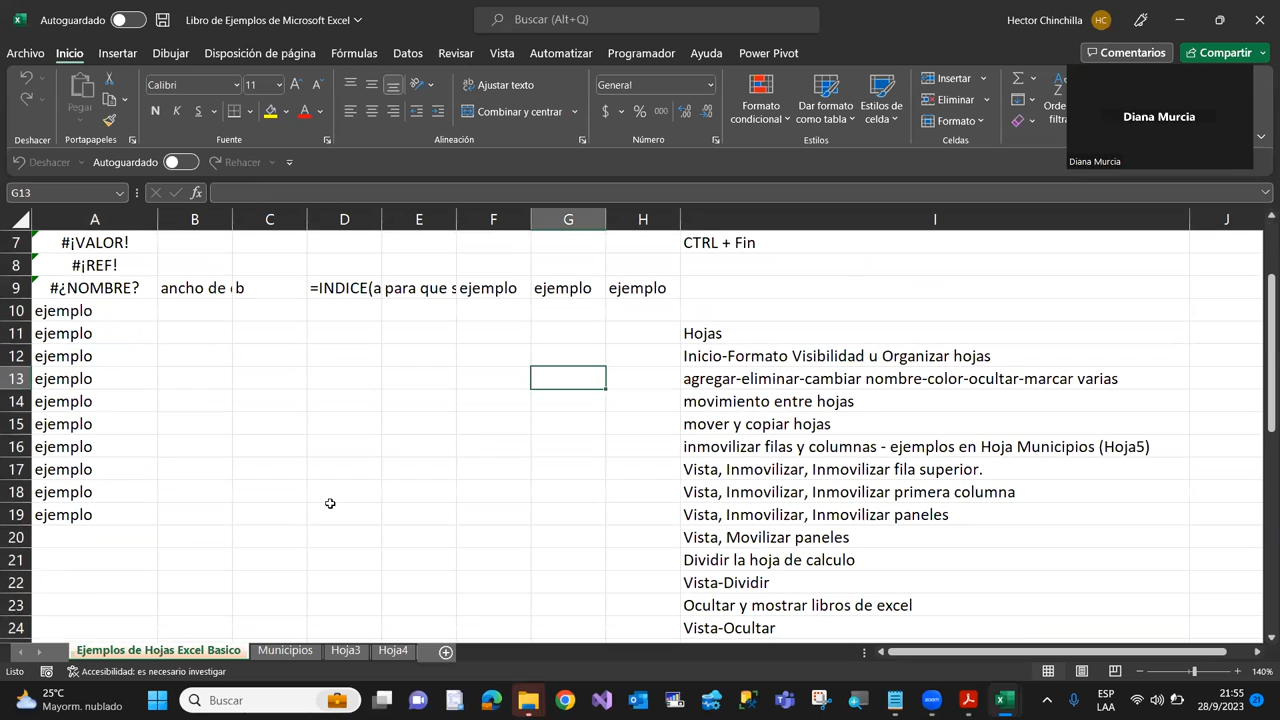 Autoguardado
Libro de Ejemplos de Microsoft Excel
Buscar (Alt+Q)
Hector Chinchilla
HC
Archivo Inicio Insertar Dibujar Disposición de página Fórmulas Datos Revisar Vista Automatizar Programador Ayuda Power Pivot
Comentarios
Compartir
Pegar
Calibri 11
N K S
Ajustar texto
Combinar y centrar
General
$ % 000
Formato condicional
Dar formato como tabla
Estilos de celda
Insertar
Eliminar
Formato
Diana Murcia
Diana Murcia
Deshacer Portapapeles Fuente Alineación Número Estilos Celdas
Deshacer Autoguardado Rehacer
G13
fx
A B C D E F G H I J
7 #¡VALOR! CTRL + Fin
8 #¡REF!
9 #¿NOMBRE? ancho de b =INDICE(a para que s ejemplo ejemplo ejemplo
10 ejemplo
11 ejemplo Hojas
12 ejemplo Inicio-Formato Visibilidad u Organizar hojas
13 ejemplo agregar-eliminar-cambiar nombre-color-ocultar-marcar varias
14 ejemplo movimiento entre hojas
15 ejemplo mover y copiar hojas
16 ejemplo inmovilizar filas y columnas - ejemplos en Hoja Municipios (Hoja5)
17 ejemplo Vista, Inmovilizar, Inmovilizar fila superior.
18 ejemplo Vista, Inmovilizar, Inmovilizar primera columna
19 ejemplo Vista, Inmovilizar, Inmovilizar paneles
20 Vista, Movilizar paneles
21 Dividir la hoja de calculo
22 Vista-Dividir
23 Ocultar y mostrar libros de excel
24 Vista-Ocultar
Ejemplos de Hojas Excel Basico Municipios Hoja3 Hoja4
Listo Accesibilidad: es necesario investigar 140%
25°C
Mayorm. nublado
Buscar
ESP
LAA
21:55
28/9/2023